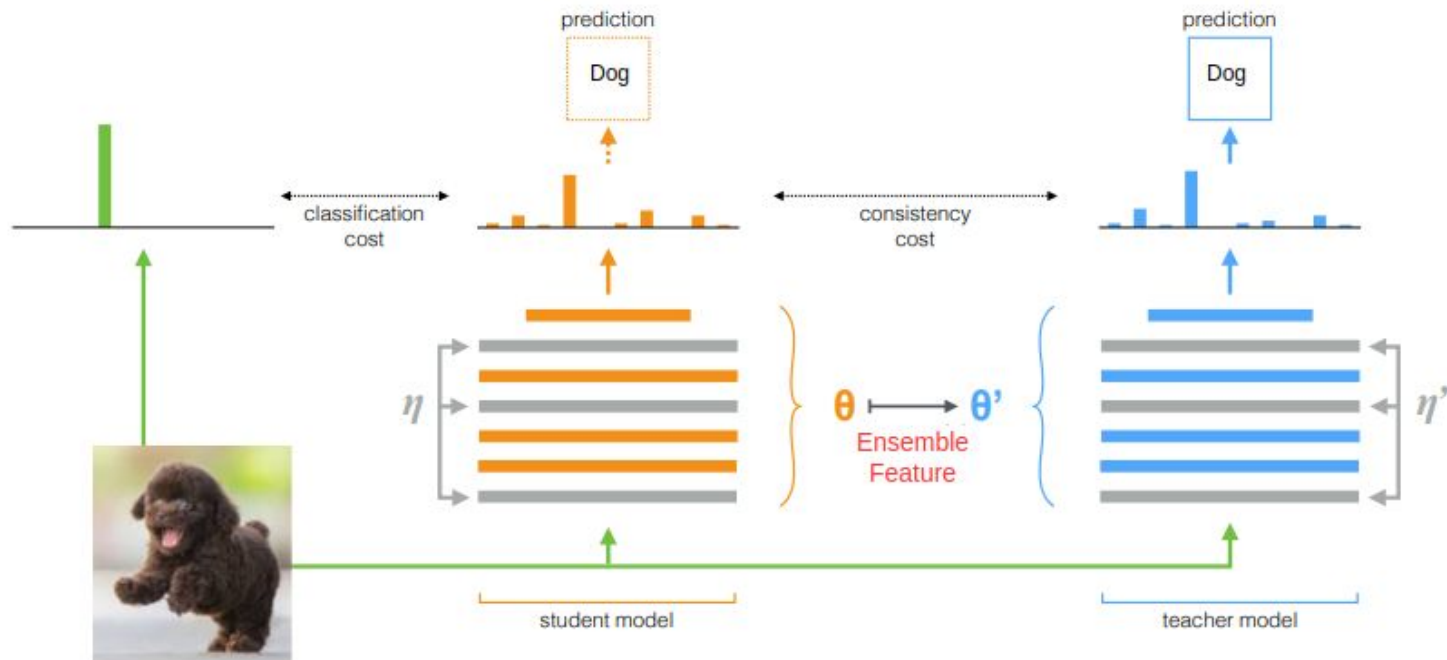 prediction
prediction
Dog
Dog
classification
cost
consistency
cost
η
θ
θ’
η’
Ensemble
Feature
student model
teacher model